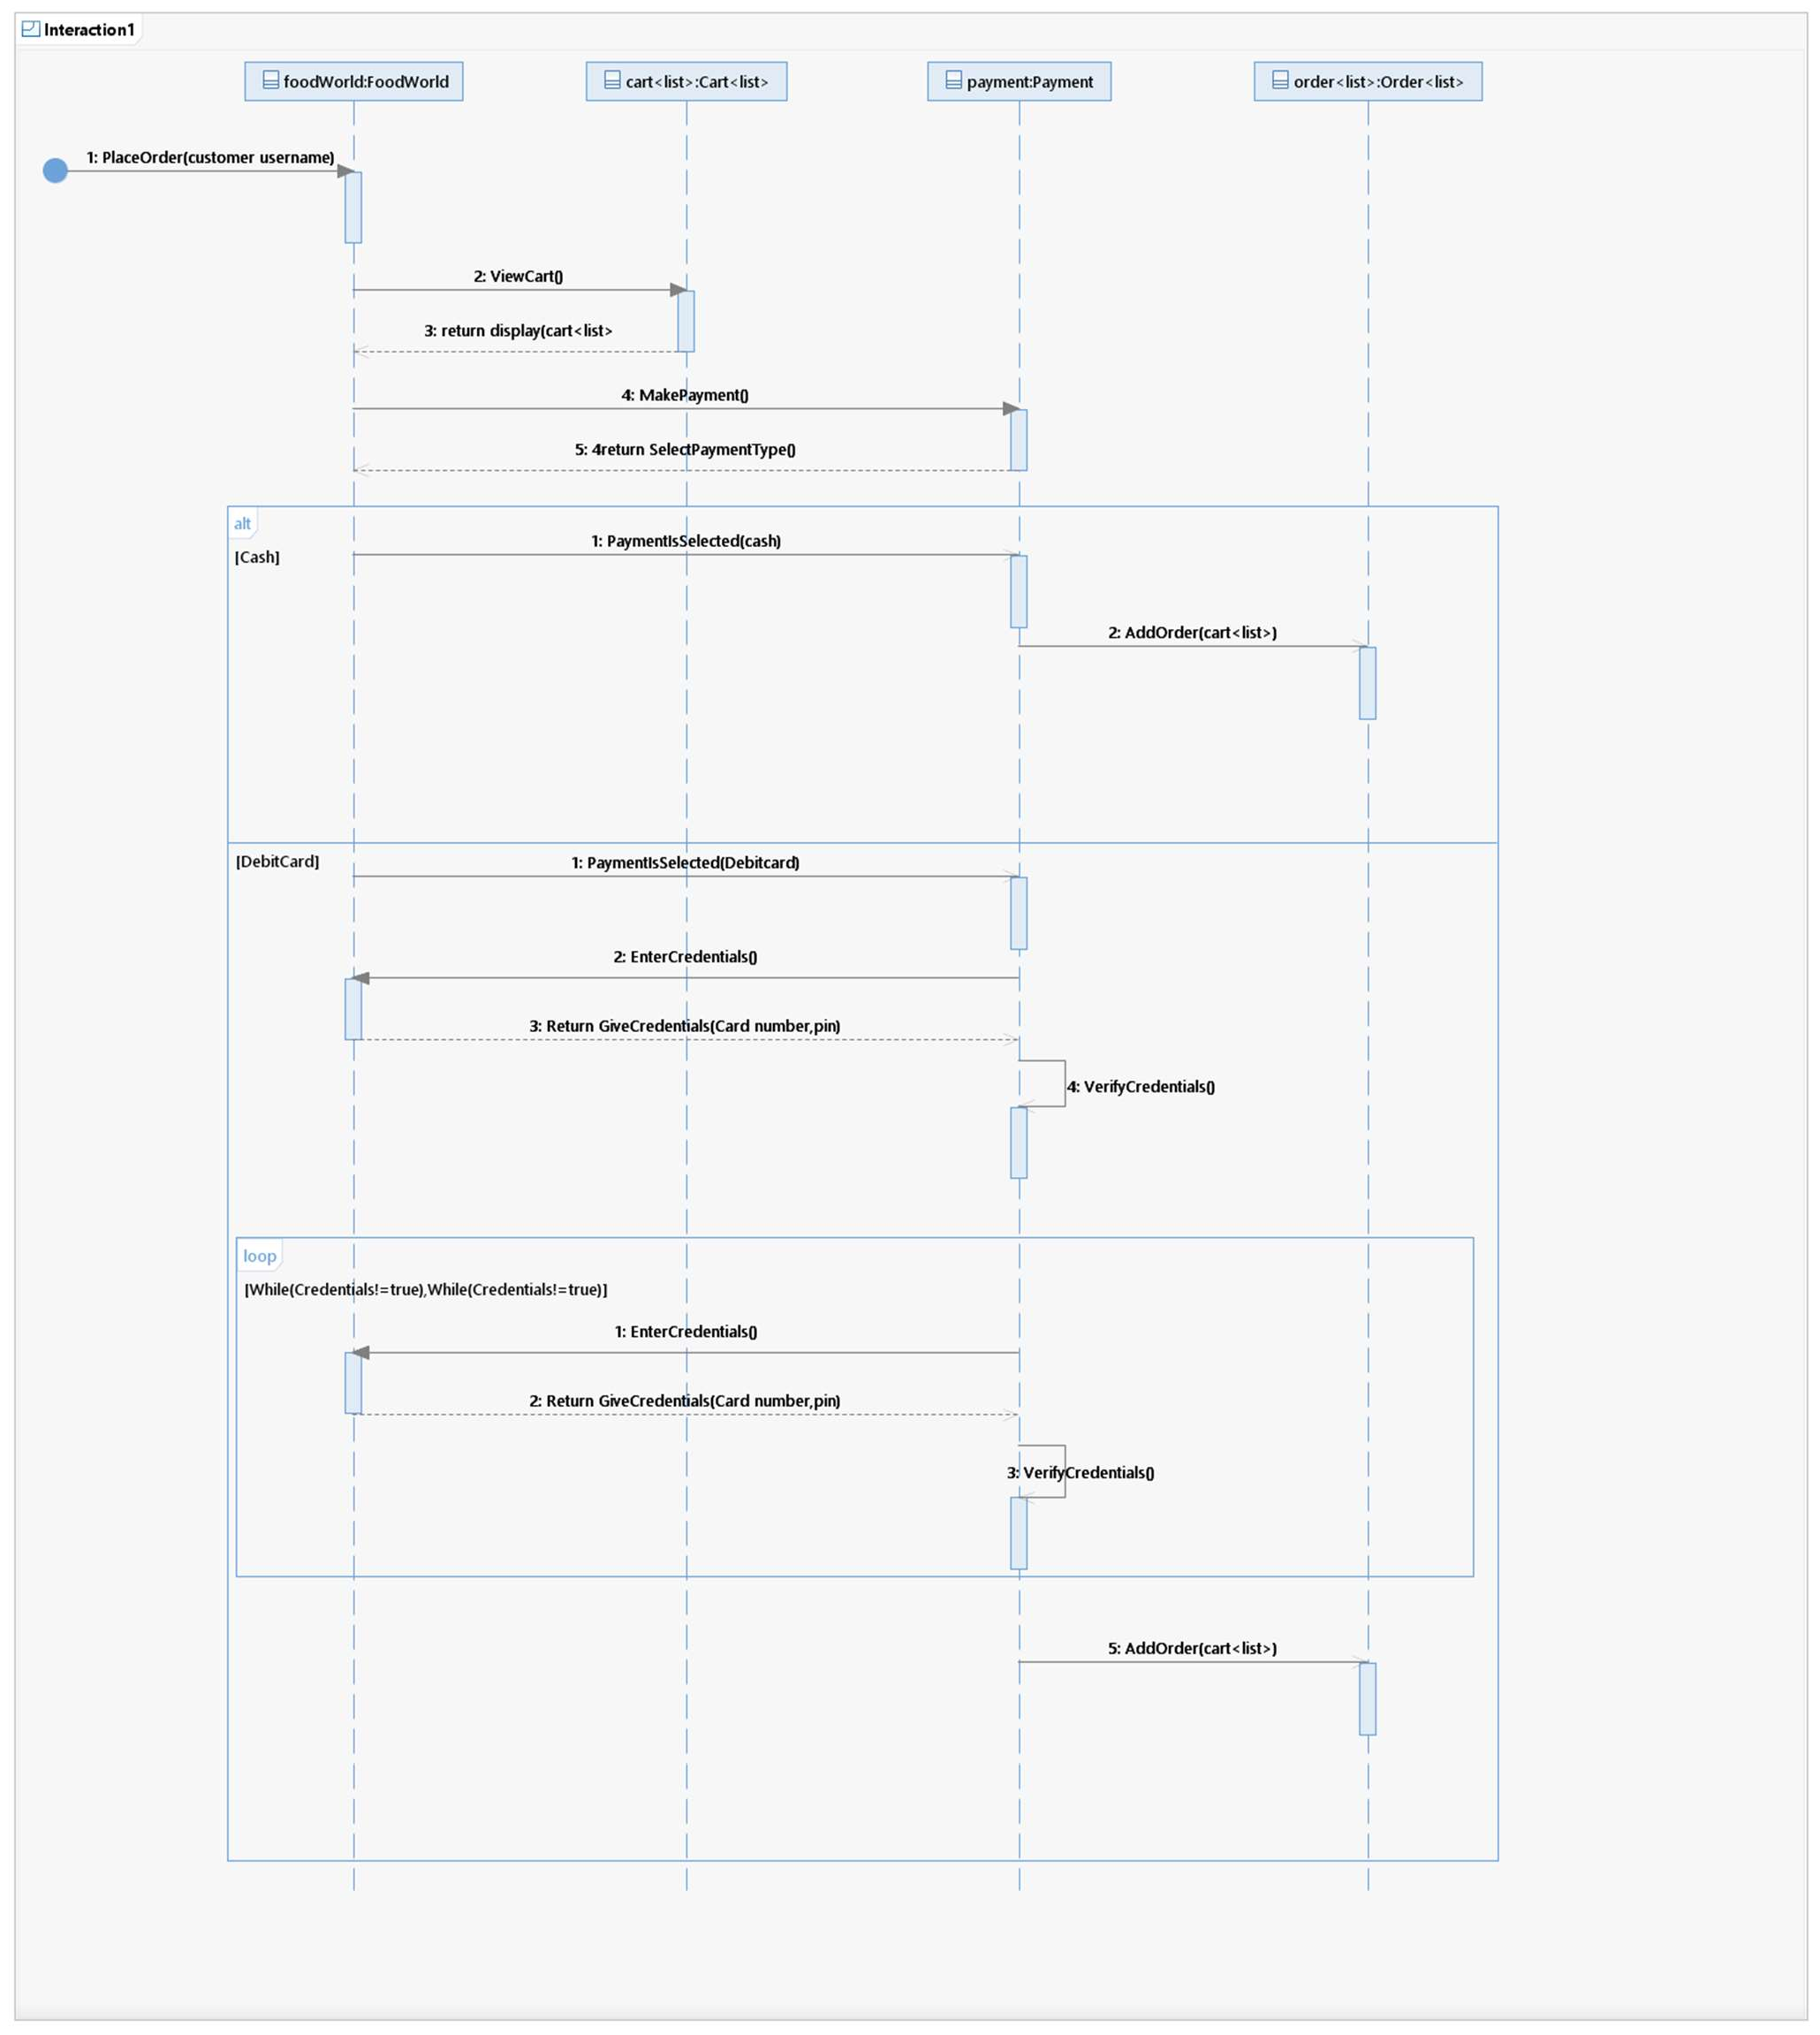 Interaction1
foodWorld:FoodWorld
cart<list>:Cart<list>
payment:Payment
order<list>:Order<list>
1: PlaceOrder(customer username)
2: ViewCart()
3: return display(cart<list>
4: MakePayment()
5: 4return SelectPaymentType()
alt
1: PaymentIsSelected(cash)
[Cash]
2: AddOrder(cart<list>)
[DebitCard]
1: PaymentIsSelected(Debitcard)
2: EnterCredentials()
3: Return GiveCredentials(Card number,pin)
4: VerifyCredentials()
loop
[While(Credentials!=true),While(Credentials!=true)]
1: EnterCredentials()
2: Return GiveCredentials(Card number,pin)
3: VerifyCredentials()
5: AddOrder(cart<list>)